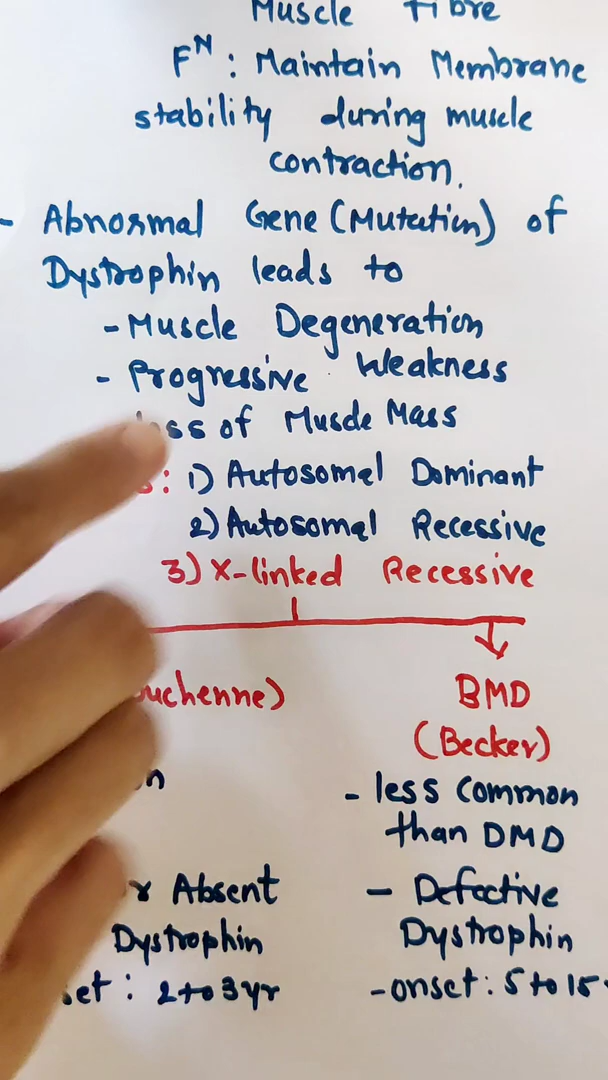 Muscle Fibre
Fᴺ : Maintain Membrane
stability during muscle
contraction.
- Abnormal Gene (Mutation) of
Dystrophin leads to
- Muscle Degeneration
- Progressive Weakness
loss of Muscle Mass
s: 1) Autosomal Dominant
2) Autosomal Recessive
3) X-linked Recessive
uchenne) BMD
(Becker)
- less common
than DMD
Absent - Defective
Dystrophin Dystrophin
set : 2 to 3 yr - onset : 5 to 15